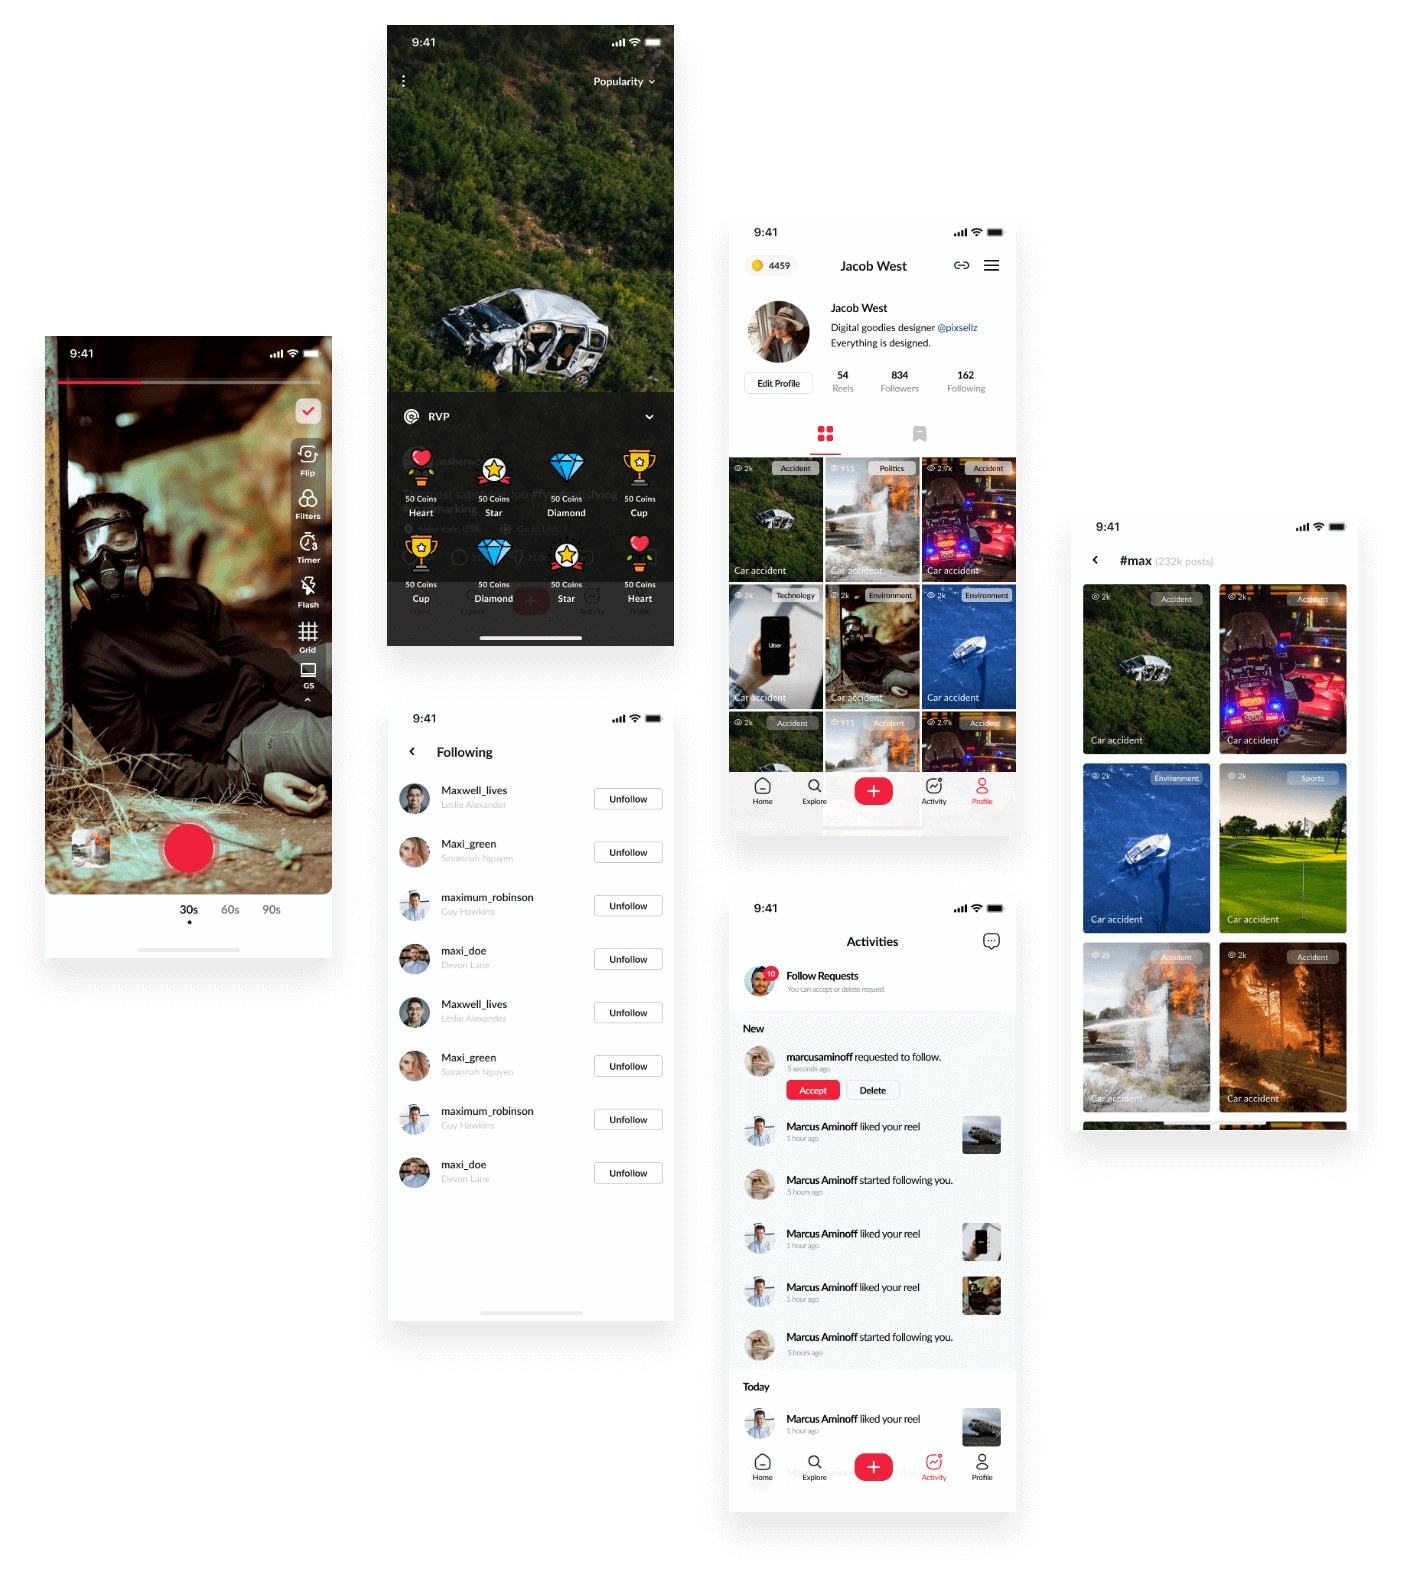 9:41
Flip
Filters
Timer
Flash
Grid
GS
30s 60s 90s
9:41
Popularity
RVP
50 Coins 50 Coins 50 Coins 50 Coins
Heart Star Diamond Cup
50 Coins 50 Coins 50 Coins 50 Coins
Cup Diamond Star Heart
9:41
Following
Maxwell_lives
Leslie Alexander
Unfollow
Maxi_green
Savannah Nguyen
Unfollow
maximum_robinson
Guy Hawkins
Unfollow
maxi_doe
Devon Lane
Unfollow
Maxwell_lives
Leslie Alexander
Unfollow
Maxi_green
Savannah Nguyen
Unfollow
maximum_robinson
Guy Hawkins
Unfollow
maxi_doe
Devon Lane
Unfollow
9:41
4459 Jacob West
Jacob West
Digital goodies designer @pixsellz
Everything is designed.
Edit Profile
54 834 162
Reels Followers Following
2k Accident 915 Politics 2.7k Accident
Car accident Car accident Car accident
2k Technology 2k Environment 2k Environment
Uber
Car accident Car accident Car accident
2k Accident 915 Accident 2.7k Accident
Home Explore Activity Profile
Car accident Car accident Car accident
9:41
Activities
10
Follow Requests
You can accept or delete request
New
marcusaminoff requested to follow.
5 seconds ago
Accept Delete
Marcus Aminoff liked your reel
1 hour ago
Marcus Aminoff started following you.
5 hours ago
Marcus Aminoff liked your reel
1 hour ago
Marcus Aminoff liked your reel
1 hour ago
Marcus Aminoff started following you.
5 hours ago
Today
Marcus Aminoff liked your reel
1 hour ago
Home Explore Activity Profile
9:41
#max (232k posts)
2k Accident 2k Accident
Car accident Car accident
2k Environment 2k Sports
Car accident Car accident
2k Accident 2k Accident
Car accident Car accident